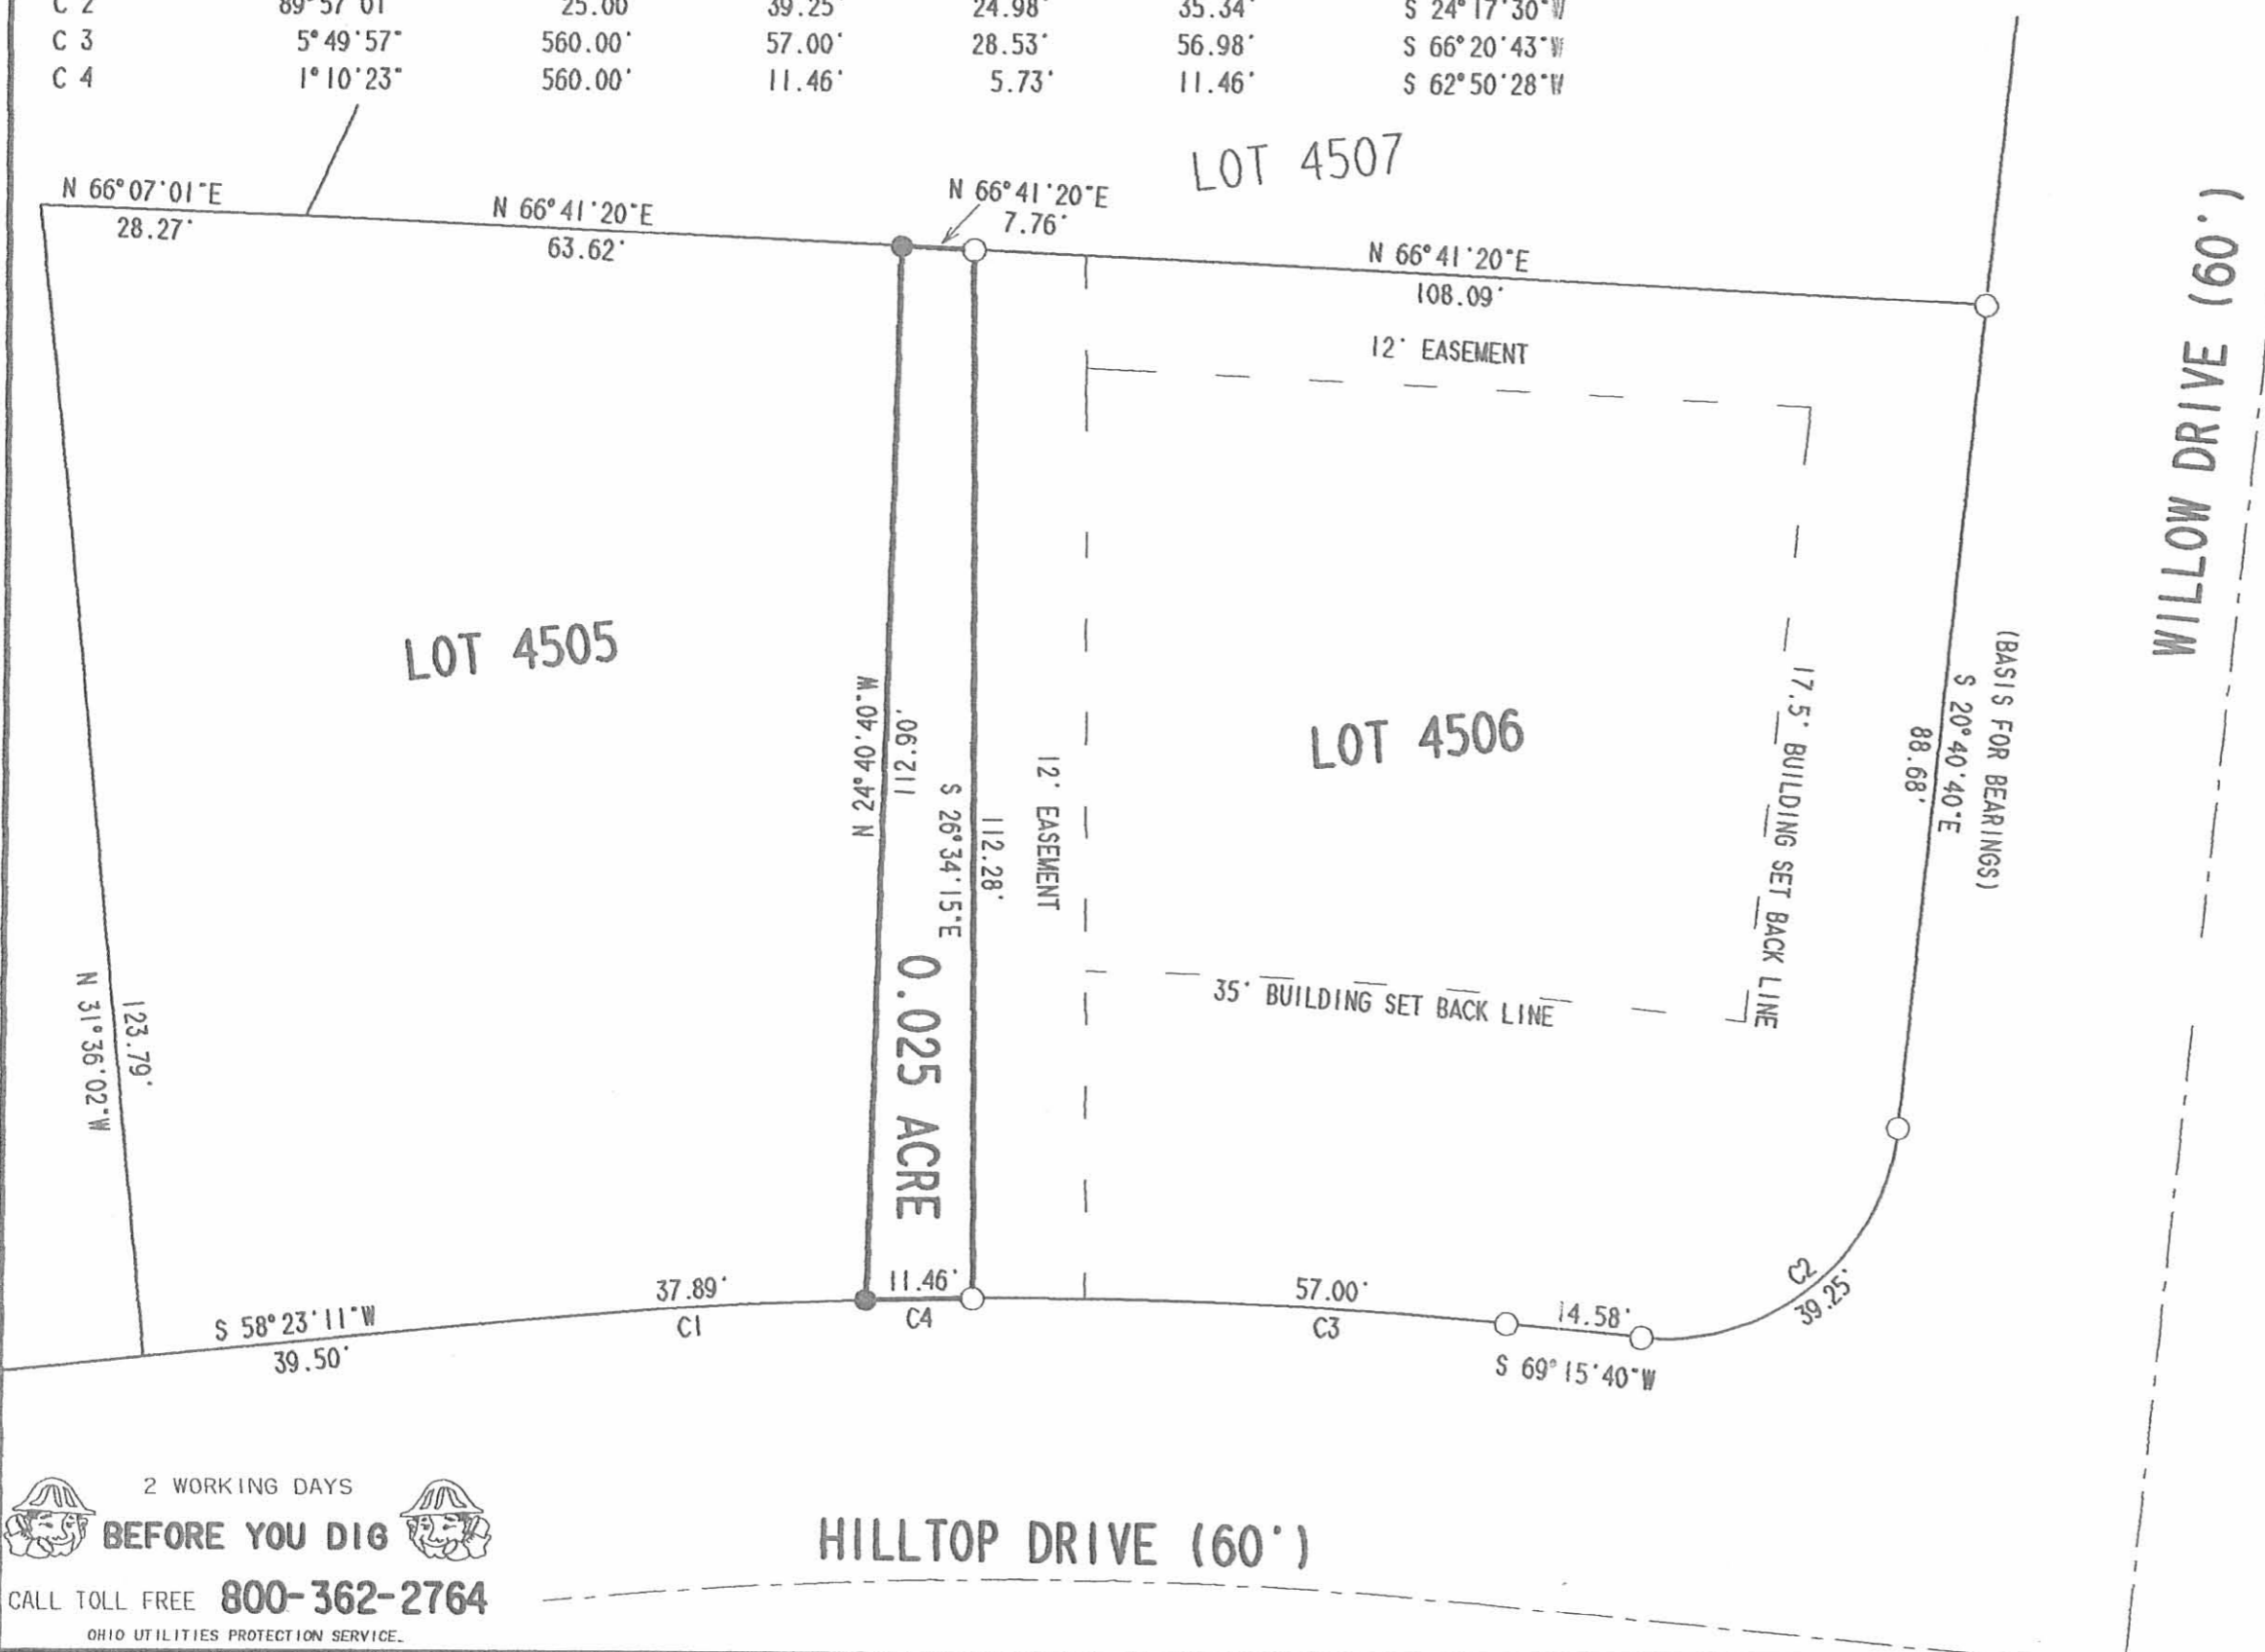 C 2 89°57'01" 25.00' 39.25' 24.98' 35.34' S 24°17'30"W
C 3 5°49'57" 560.00' 57.00' 28.53' 56.98' S 66°20'43"W
C 4 1°10'23" 560.00' 11.46' 5.73' 11.46' S 62°50'28"W
LOT 4507
N 66°07'01"E
28.27'
N 66°41'20"E
63.62'
N 66°41'20"E
7.76'
N 66°41'20"E
108.09'
12' EASEMENT
WILLOW DRIVE (60')
LOT 4505
N 24°40'40"W
112.90'
S 26°34'15"E
112.28'
12' EASEMENT
LOT 4506
17.5' BUILDING SET BACK LINE
88.68'
S 20°40'40"E
(BASIS FOR BEARINGS)
0.025 ACRE
35' BUILDING SET BACK LINE
N 31°36'02"W
123.79'
S 58°23'11"W
39.50'
37.89'
C1
11.46'
C4
57.00'
C3
14.58'
S 69°15'40"W
C2
39.25'
2 WORKING DAYS
BEFORE YOU DIG
CALL TOLL FREE 800-362-2764
OHIO UTILITIES PROTECTION SERVICE.
HILLTOP DRIVE (60')